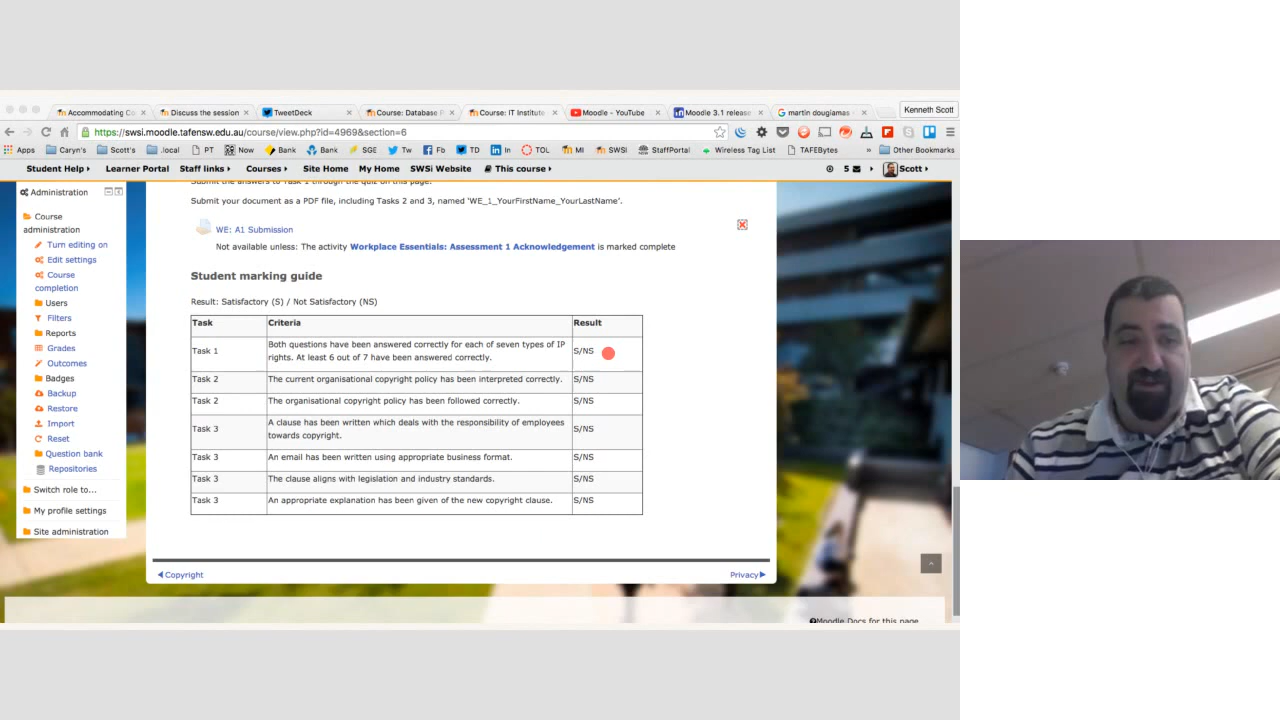 Accommodating Co
Discuss the session
TweetDeck
Course: Database P
Course: IT Institute
Moodle - YouTube
Moodle 3.1 release
martin dougiamas
Kenneth Scott
https://swsi.moodle.tafensw.edu.au/course/view.php?id=4969&section=6
Apps Caryn's Scott's .local PT Now Bank Bank SGE Tw Fb TD In TOL MI SWSI StaffPortal Wireless Tag List TAFEBytes » Other Bookmarks
Student Help Learner Portal Staff links Courses Site Home My Home SWSi Website This course 5 Scott
Administration
Course administration
Turn editing on
Edit settings
Course completion
Users
Filters
Reports
Grades
Outcomes
Badges
Backup
Restore
Import
Reset
Question bank
Repositories
Switch role to...
My profile settings
Site administration
Submit the answers to Task 1 through the quiz on this page.
Submit your document as a PDF file, including Tasks 2 and 3, named 'WE_1_YourFirstName_YourLastName'.
WE: A1 Submission
Not available unless: The activity Workplace Essentials: Assessment 1 Acknowledgement is marked complete
Student marking guide
Result: Satisfactory (S) / Not Satisfactory (NS)
Task Criteria Result
Task 1 Both questions have been answered correctly for each of seven types of IP rights. At least 6 out of 7 have been answered correctly. S/NS
Task 2 The current organisational copyright policy has been interpreted correctly. S/NS
Task 2 The organisational copyright policy has been followed correctly. S/NS
Task 3 A clause has been written which deals with the responsibility of employees towards copyright. S/NS
Task 3 An email has been written using appropriate business format. S/NS
Task 3 The clause aligns with legislation and industry standards. S/NS
Task 3 An appropriate explanation has been given of the new copyright clause. S/NS
Copyright
Privacy
Moodle Docs for this page